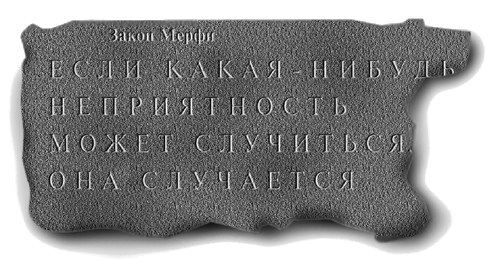 Закон Мерфи
ЕСЛИ КАКАЯ-НИБУДЬ
НЕПРИЯТНОСТЬ
МОЖЕТ СЛУЧИТЬСЯ,
ОНА СЛУЧАЕТСЯ